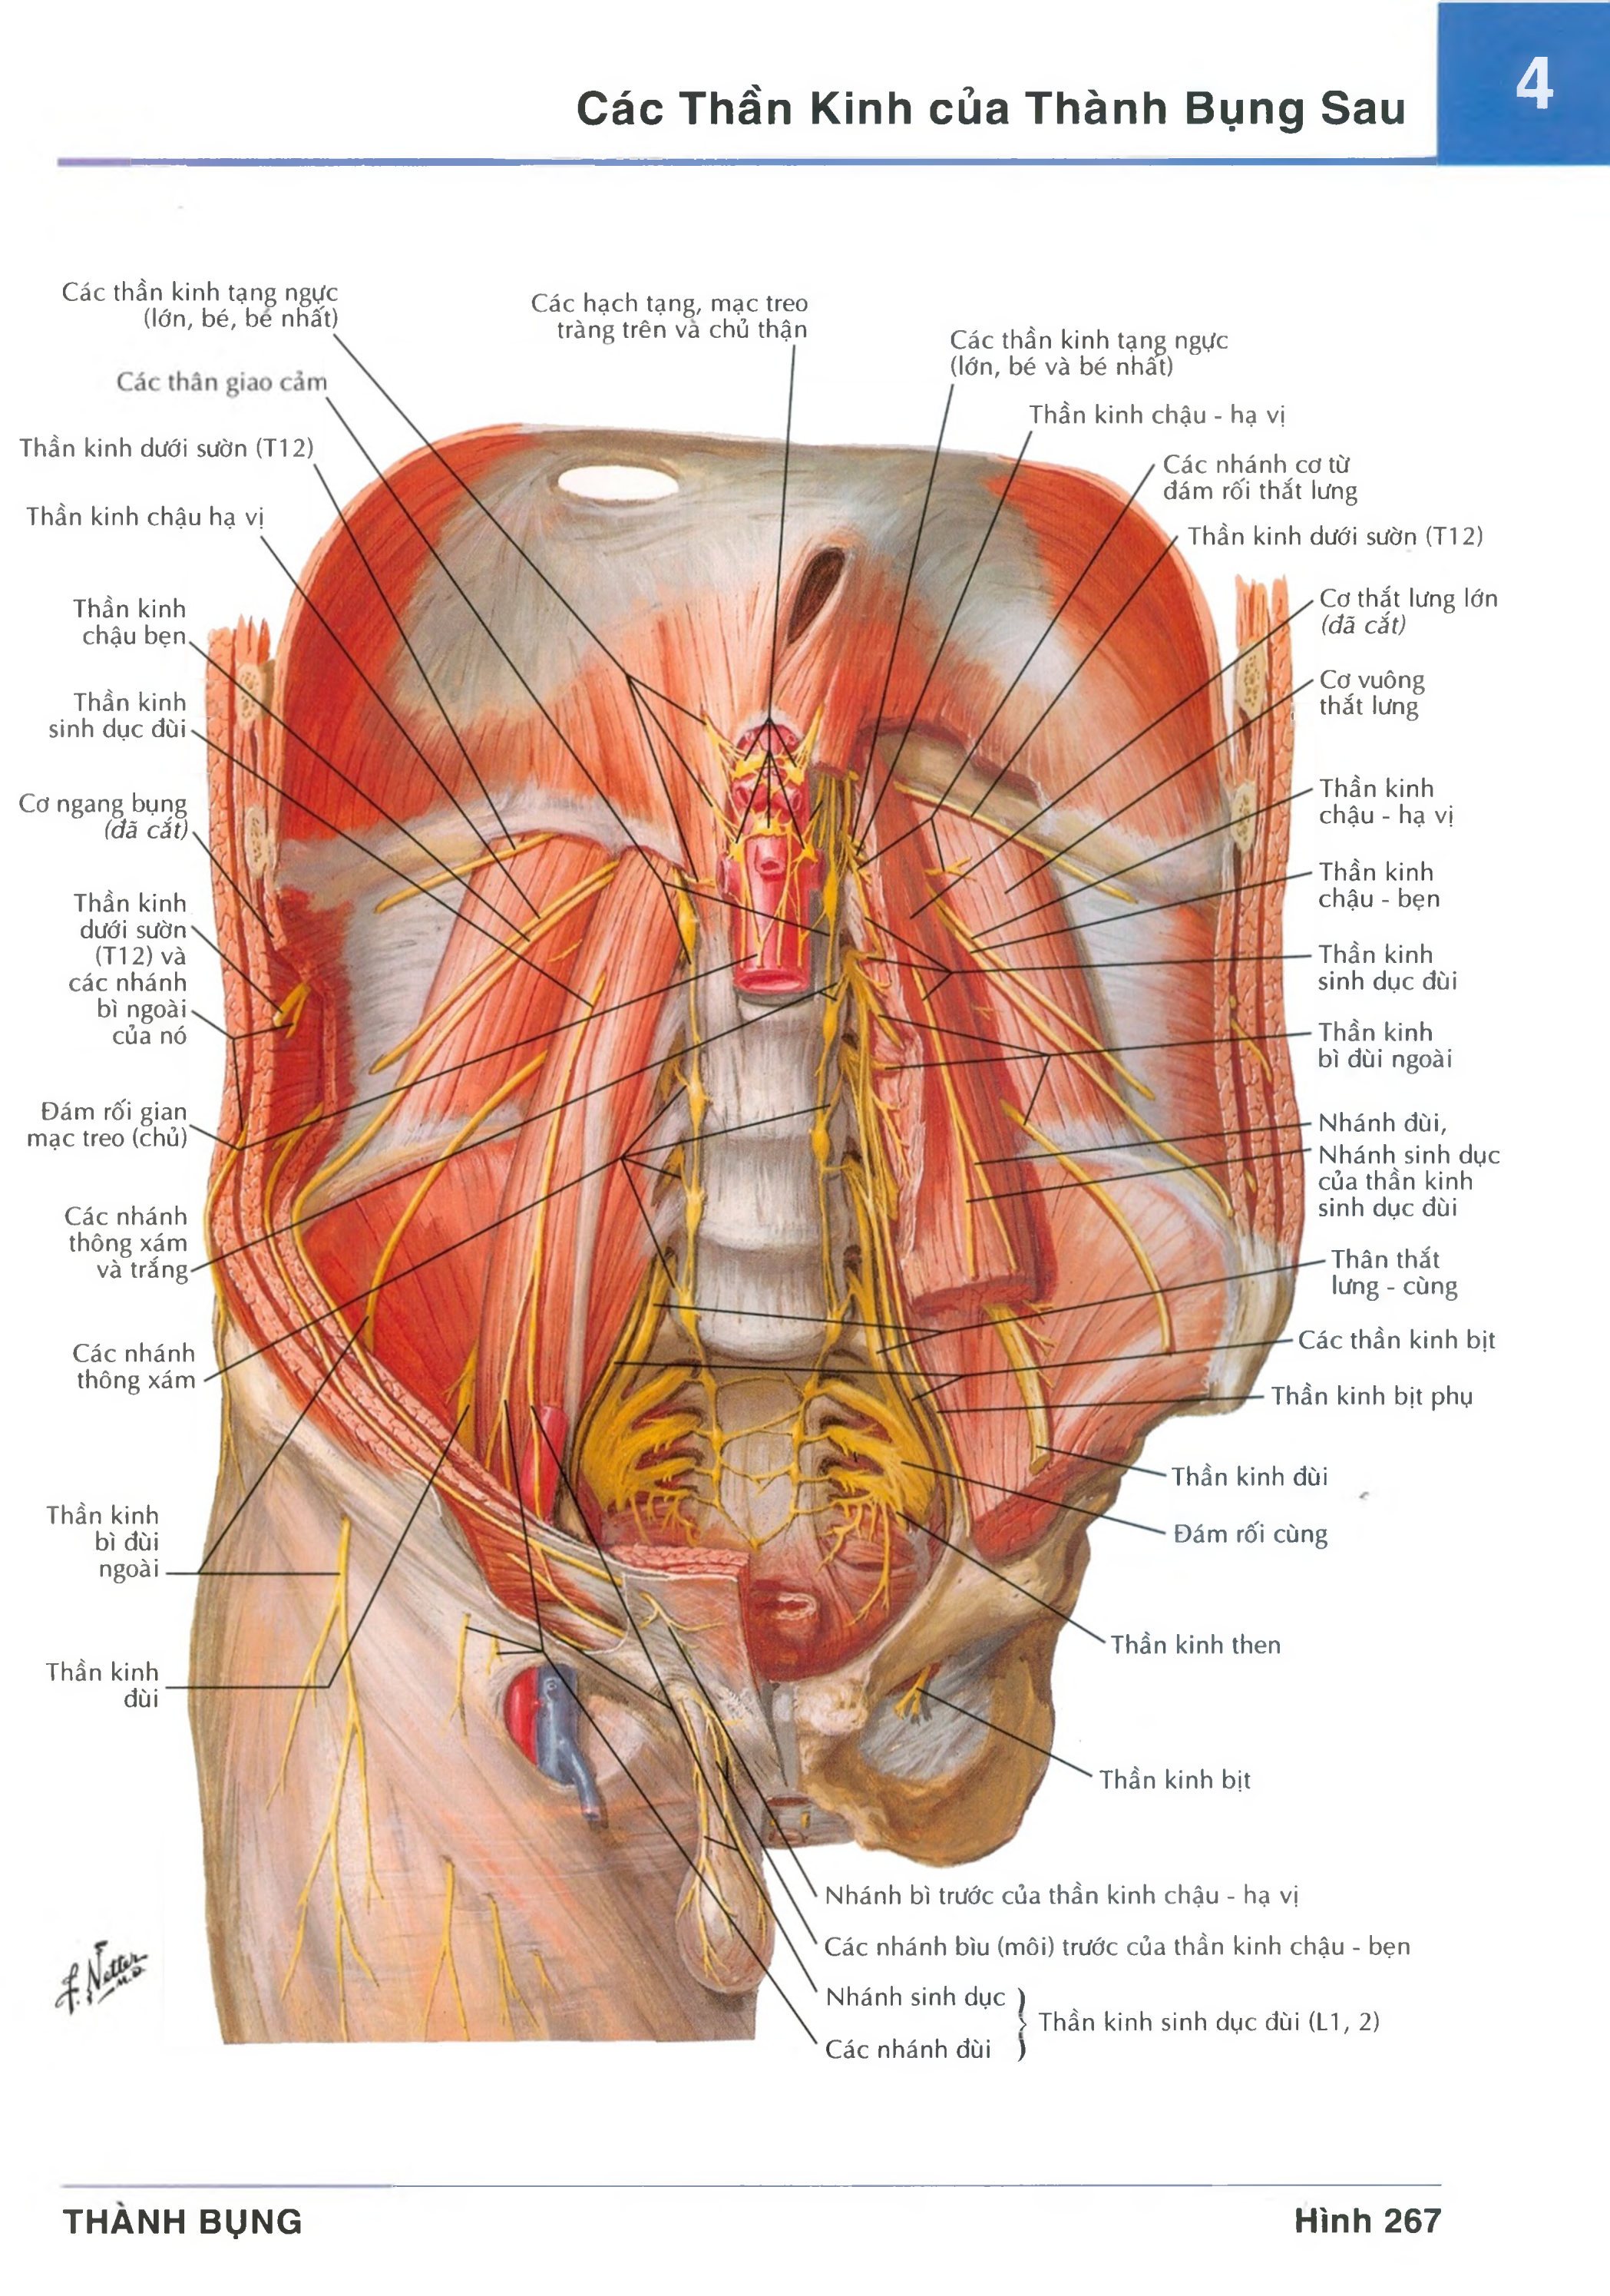 4
Các Thần Kinh của Thành Bụng Sau
Các thần kinh tạng ngực
(lớn, bé, bé nhất)
Các thân giao cảm
Thần kinh dưới sườn (T12)
Thần kinh chậu hạ vị
Thần kinh
chậu bẹn
Thần kinh
sinh dục đùi
Cơ ngang bụng
(đã cắt)
Thần kinh
dưới sườn
(T12) và
các nhánh
bì ngoài
của nó
Đám rối gian
mạc treo (chủ)
Các nhánh
thông xám
và trắng
Các nhánh
thông xám
Thần kinh
bì đùi
ngoài
Thần kinh
đùi
Các hạch tạng, mạc treo
tràng trên và chủ thận
Các thần kinh tạng ngực
(lớn, bé và bé nhất)
Thần kinh chậu - hạ vị
Các nhánh cơ từ
đám rối thắt lưng
Thần kinh dưới sườn (T12)
Cơ thắt lưng lớn
(đã cắt)
Cơ vuông
thắt lưng
Thần kinh
chậu - hạ vị
Thần kinh
chậu - bẹn
Thần kinh
sinh dục đùi
Thần kinh
bì đùi ngoài
Nhánh đùi,
Nhánh sinh dục
của thần kinh
sinh dục đùi
Thân thắt
lưng - cùng
Các thần kinh bịt
Thần kinh bịt phụ
Thần kinh đùi
Đám rối cùng
Thần kinh then
Thần kinh bịt
Nhánh bì trước của thần kinh chậu - hạ vị
Các nhánh bìu (môi) trước của thần kinh chậu - bẹn
Nhánh sinh dục
Các nhánh đùi
Thần kinh sinh dục đùi (L1, 2)
F. Netter
M.D.
THÀNH BỤNG
Hình 267